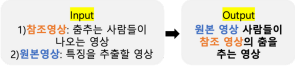 Input
1)참조영상: 춤추는 사람들이
나오는 영상
2)원본영상: 특징을 추출할 영상
Output
원본 영상 사람들이
참조 영상의 춤을
추는 영상